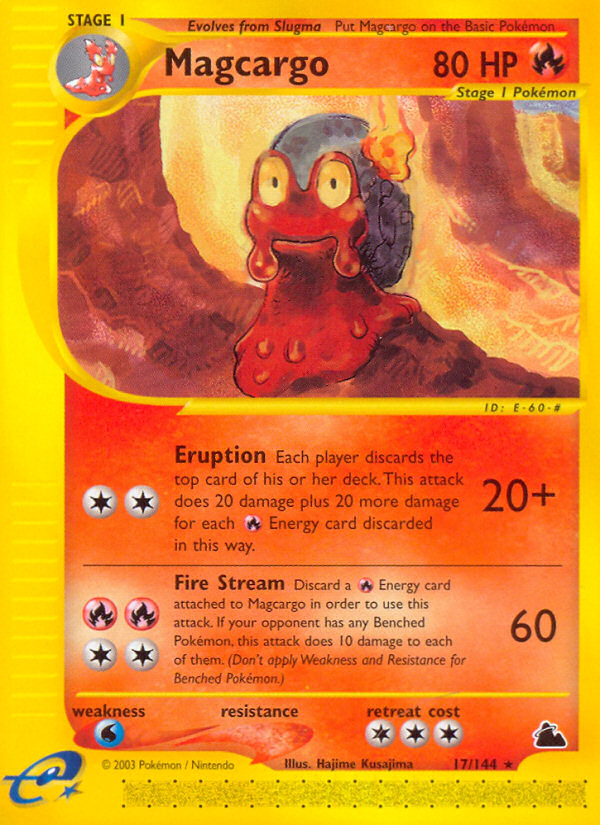 STAGE 1
Evolves from Slugma Put Magcargo on the Basic Pokémon
Magcargo 80 HP
Stage 1 Pokémon
ID: E-60-#
Eruption Each player discards the
top card of his or her deck. This attack
does 20 damage plus 20 more damage
for each Energy card discarded
in this way.
20+
Fire Stream Discard a Energy card
attached to Magcargo in order to use this
attack. If your opponent has any Benched
Pokémon, this attack does 10 damage to each
of them. (Don't apply Weakness and Resistance for
Benched Pokémon.)
60
weakness resistance retreat cost
© 2003 Pokémon / Nintendo Illus. Hajime Kusajima 17/144 ★
e